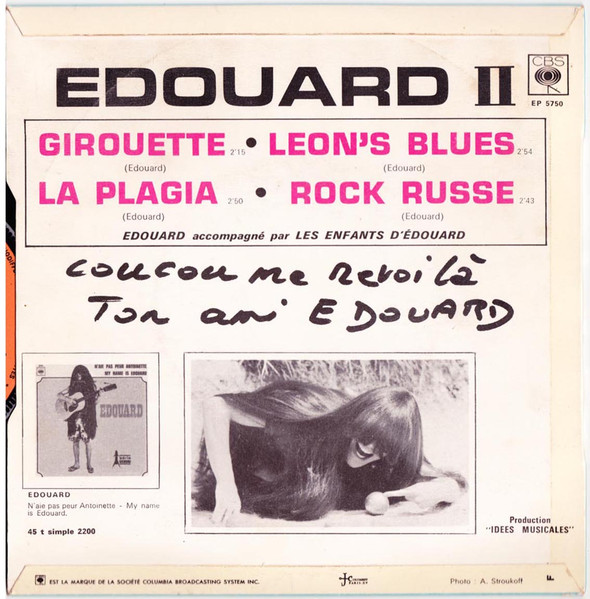 CBS
EDOUARD II
EP 5750
GIROUETTE 2'15 • LEON'S BLUES 2'54
(Edouard) (Edouard)
LA PLAGIA 2'50 • ROCK RUSSE 2'43
(Edouard) (Edouard)
EDOUARD accompagné par LES ENFANTS D'ÉDOUARD
coucou me revoilà
Ton ami EDOUARD
N'AIE PAS PEUR ANTOINETTE
MY NAME IS EDOUARD
EDOUARD
EDOUARD
N'aie pas peur Antoinette - My name
is Edouard.
45 t simple 2200
Production
"IDEES MUSICALES"
EST LA MARQUE DE LA SOCIÉTÉ COLUMBIA BROADCASTING SYSTEM INC.
Photo : A. Stroukoff